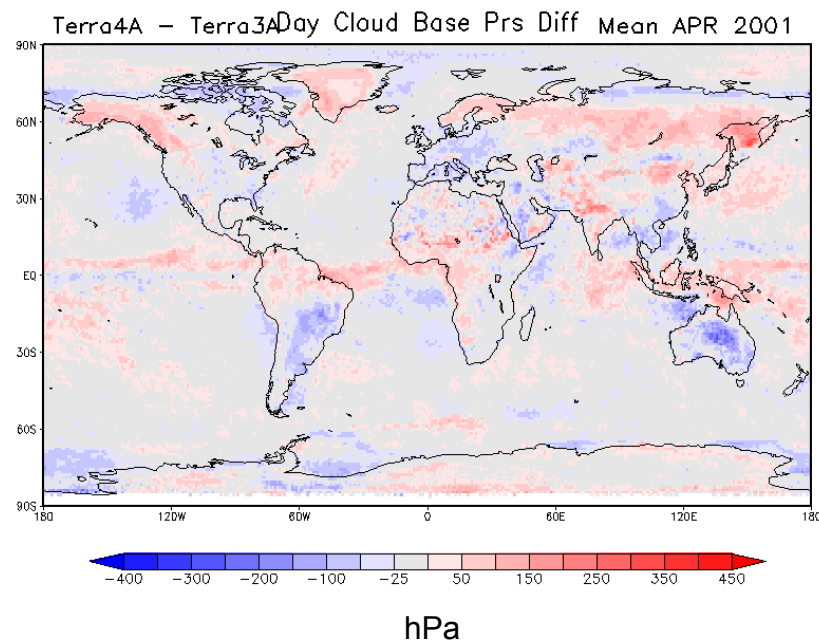 Terra4A - Terra3A Day Cloud Base Prs Diff Mean APR 2001
90N
60N
30N
EQ
30S
60S
90S
180 120W 60W 0 60E 120E 180
-400 -300 -200 -100 -25 50 150 250 350 450
hPa